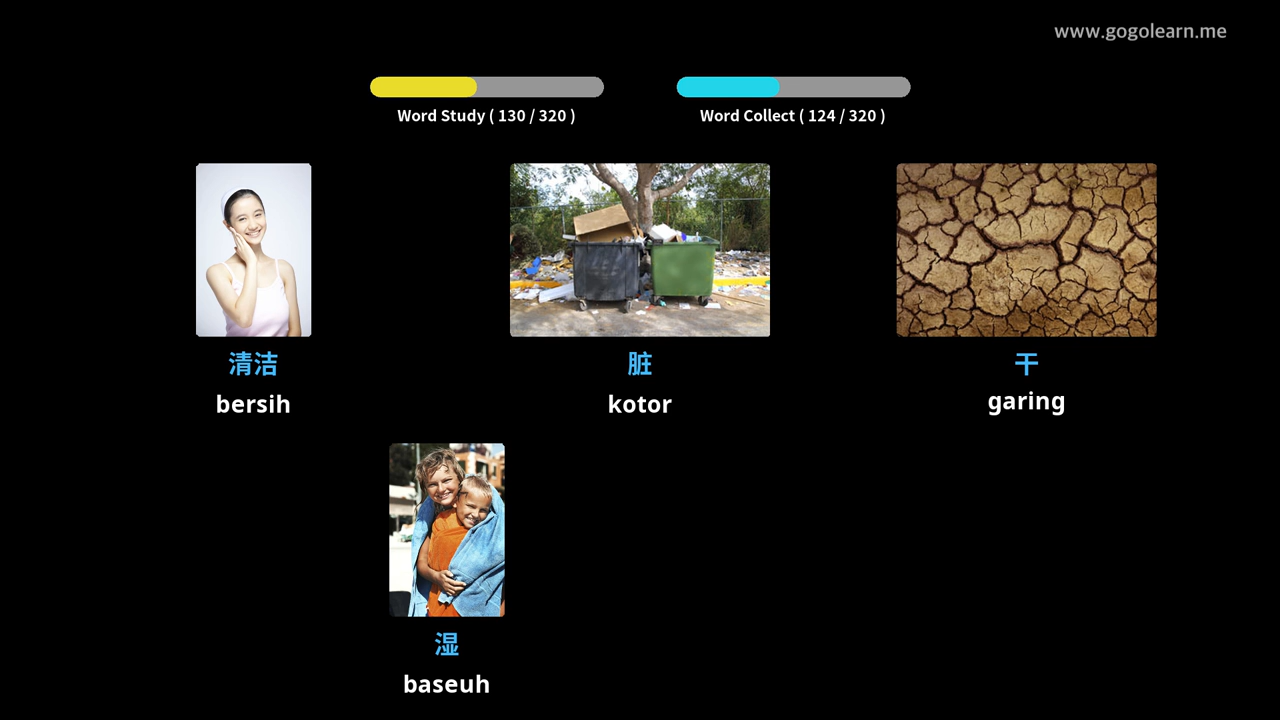 www.gogolearn.me
Word Study ( 130 / 320 )
Word Collect ( 124 / 320 )
清洁
bersih
脏
kotor
干
garing
湿
baseuh